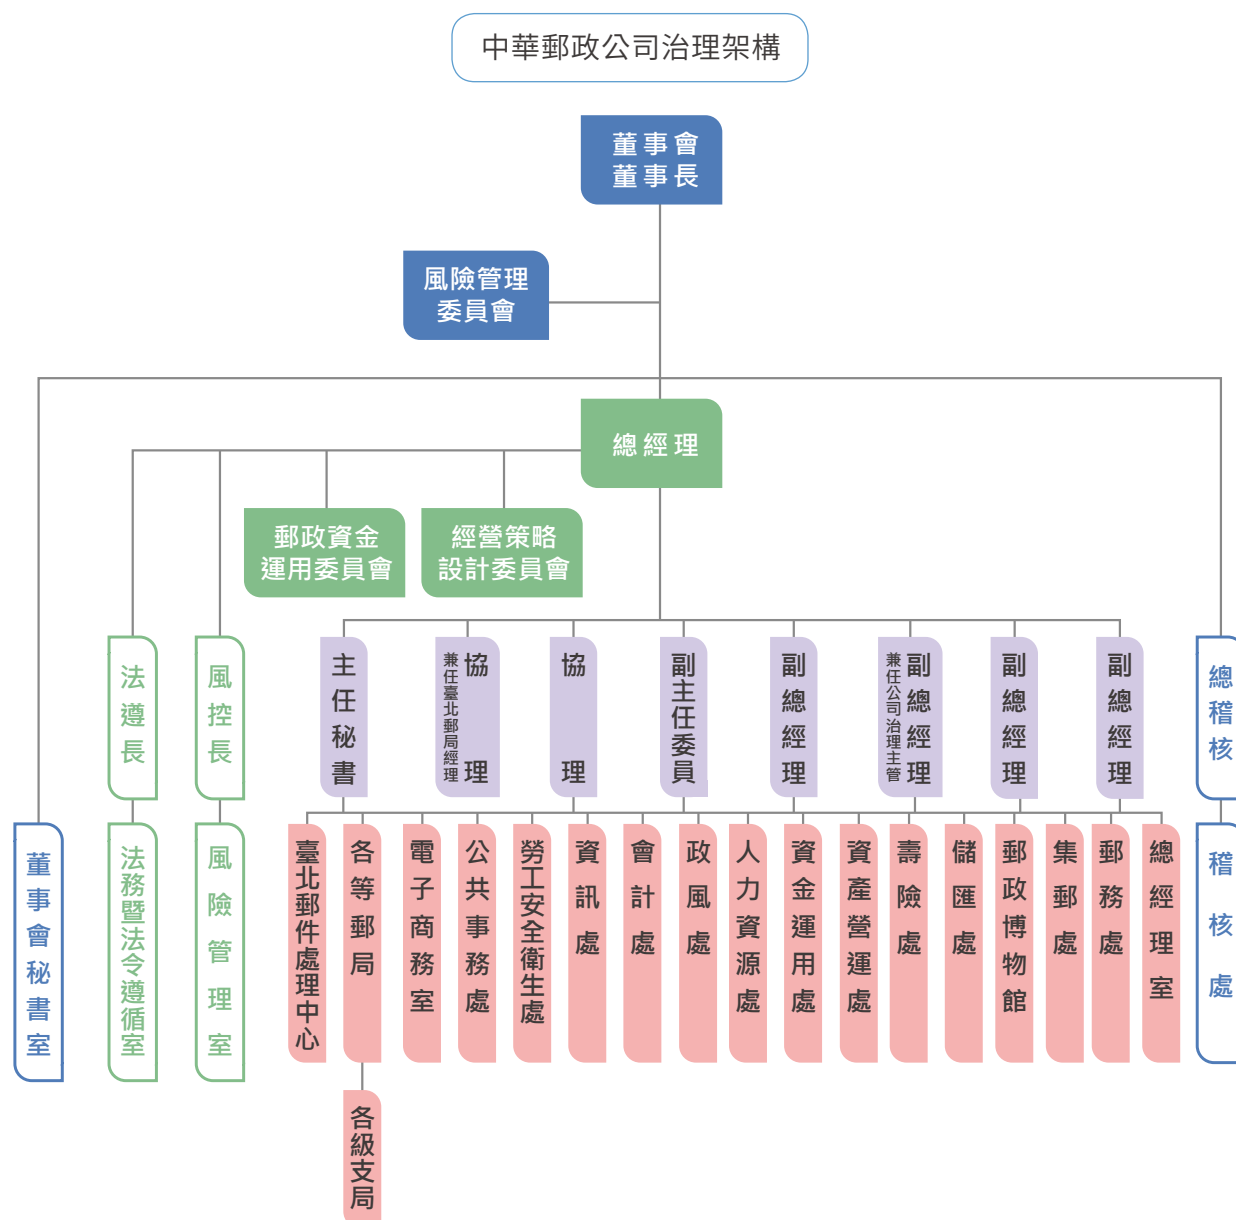 中華郵政公司治理架構
董事會
董事長
風險管理
委員會
總經理
郵政資金
運用委員會
經營策略
設計委員會
法遵長
風控長
主任秘書
協理
兼任臺北郵局經理
協理
副主任委員
副總經理
副總經理
兼任公司治理主管
副總經理
副總經理
總稽核
董事會秘書室
法務暨法令遵循室
風險管理室
臺北郵件處理中心
各等郵局
電子商務室
公共事務處
勞工安全衛生處
資訊處
會計處
政風處
人力資源處
資金運用處
資產營運處
壽險處
儲匯處
郵政博物館
集郵處
郵務處
總經理室
稽核處
各級支局